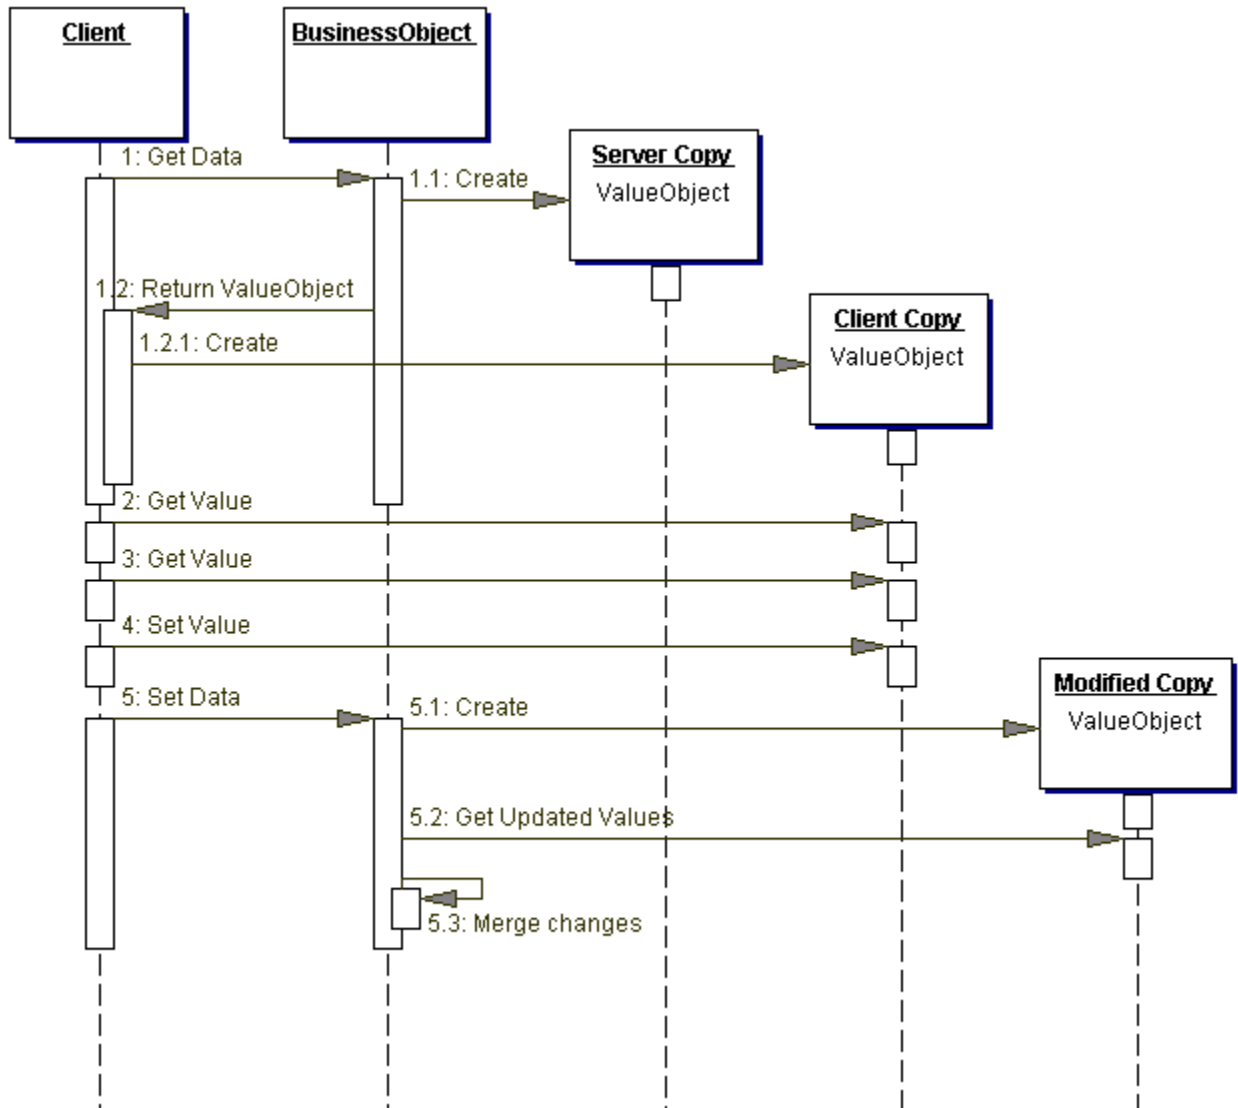 Client
BusinessObject
1: Get Data
Server Copy
1.1: Create
ValueObject
1.2: Return ValueObject
Client Copy
1.2.1: Create
ValueObject
2: Get Value
3: Get Value
4: Set Value
Modified Copy
5: Set Data
5.1: Create
ValueObject
5.2: Get Updated Values
5.3: Merge changes